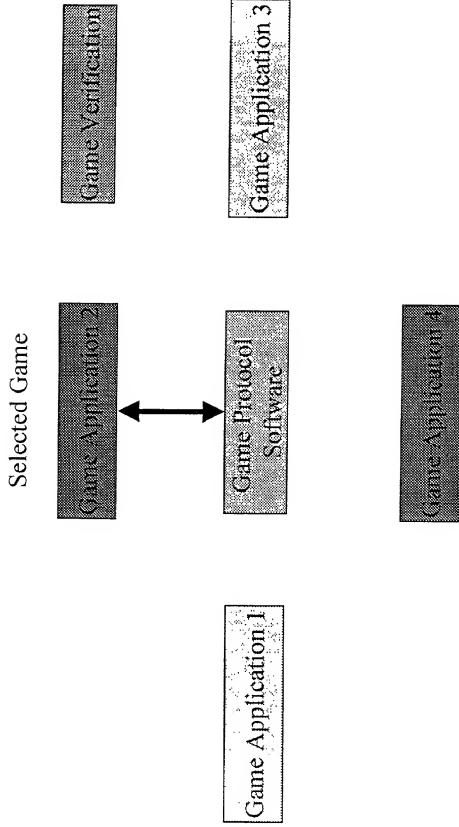 Selected Game
Game Application 2
Game Verification
Game Application 1
Game Protocol
Software
Game Application 3
Game Application 4